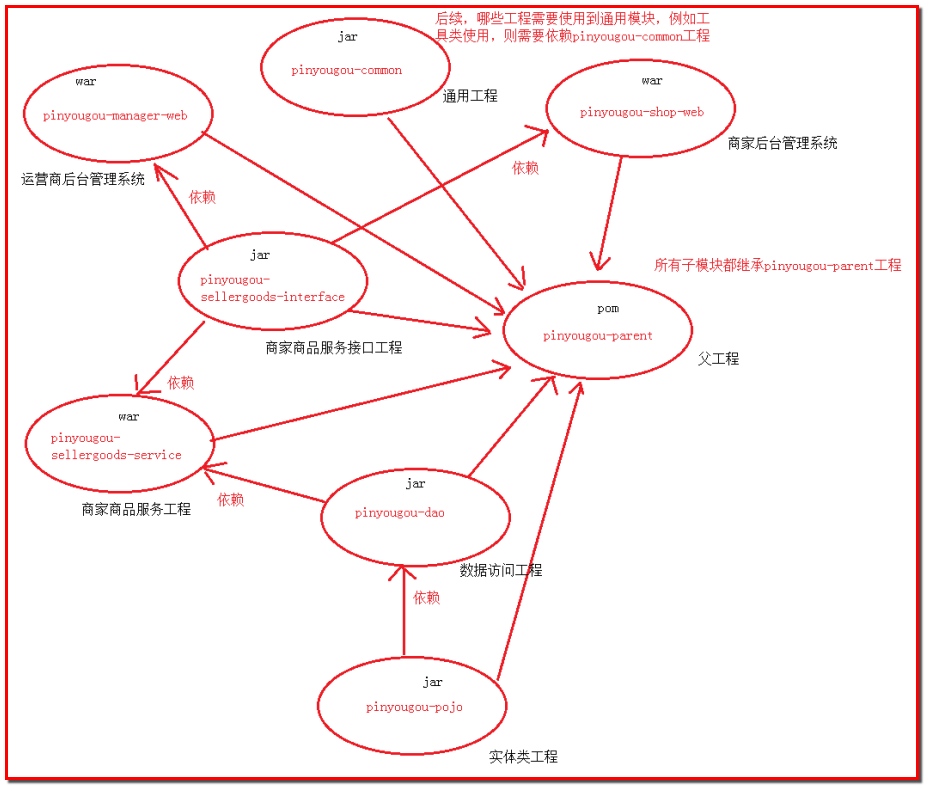 后续，哪些工程需要使用到通用模块，例如工
具类使用，则需要依赖pinyougou-common工程
jar
pinyougou-common
通用工程
war
pinyougou-manager-web
运营商后台管理系统
war
pinyougou-shop-web
商家后台管理系统
依赖
依赖
jar
pinyougou-
sellergoods-interface
商家商品服务接口工程
所有子模块都继承pinyougou-parent工程
pom
pinyougou-parent
父工程
依赖
war
pinyougou-
sellergoods-service
商家商品服务工程
依赖
jar
pinyougou-dao
数据访问工程
依赖
jar
pinyougou-pojo
实体类工程